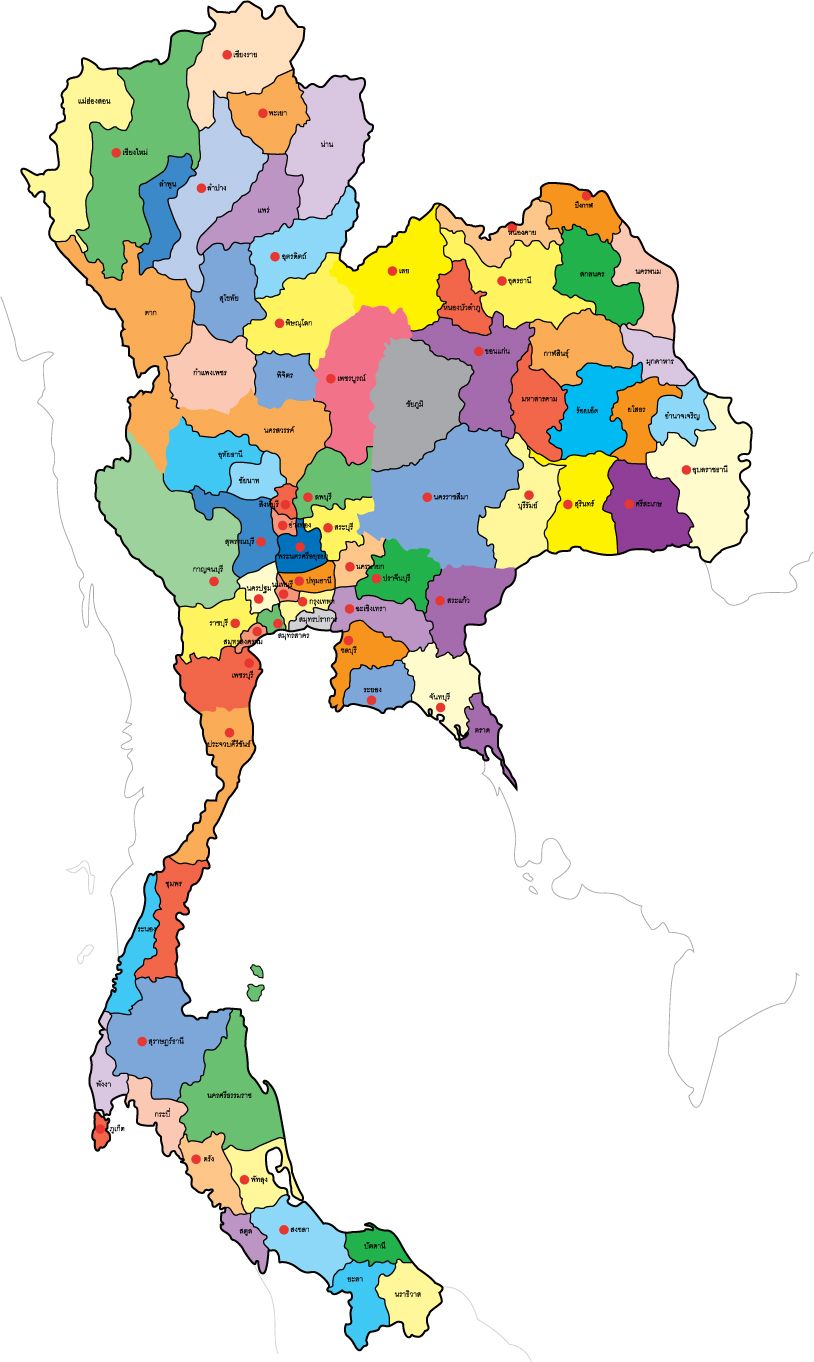 เชียงราย
แม่ฮ่องสอน
พะเยา
น่าน
เชียงใหม่
ลำพูน
ลำปาง
แพร่
บึงกาฬ
หนองคาย
อุตรดิตถ์
เลย
อุดรธานี
สกลนคร
นครพนม
สุโขทัย
ตาก
พิษณุโลก
หนองบัวลำภู
ขอนแก่น
กาฬสินธุ์
มุกดาหาร
กำแพงเพชร
พิจิตร
เพชรบูรณ์
ชัยภูมิ
มหาสารคาม
ร้อยเอ็ด
ยโสธร
อำนาจเจริญ
นครสวรรค์
อุทัยธานี
ชัยนาท
อุบลราชธานี
สิงห์บุรี
ลพบุรี
นครราชสีมา
บุรีรัมย์
สุรินทร์
ศรีสะเกษ
อ่างทอง
สระบุรี
สุพรรณบุรี
พระนครศรีอยุธยา
กาญจนบุรี
นครนายก
ปราจีนบุรี
ปทุมธานี
นครปฐม
นนทบุรี
กรุงเทพฯ
ฉะเชิงเทรา
สระแก้ว
ราชบุรี
สมุทรปราการ
สมุทรสงคราม
สมุทรสาคร
ชลบุรี
เพชรบุรี
ระยอง
จันทบุรี
ตราด
ประจวบคีรีขันธ์
ชุมพร
ระนอง
สุราษฎร์ธานี
พังงา
นครศรีธรรมราช
กระบี่
ภูเก็ต
ตรัง
พัทลุง
สตูล
สงขลา
ปัตตานี
ยะลา
นราธิวาส